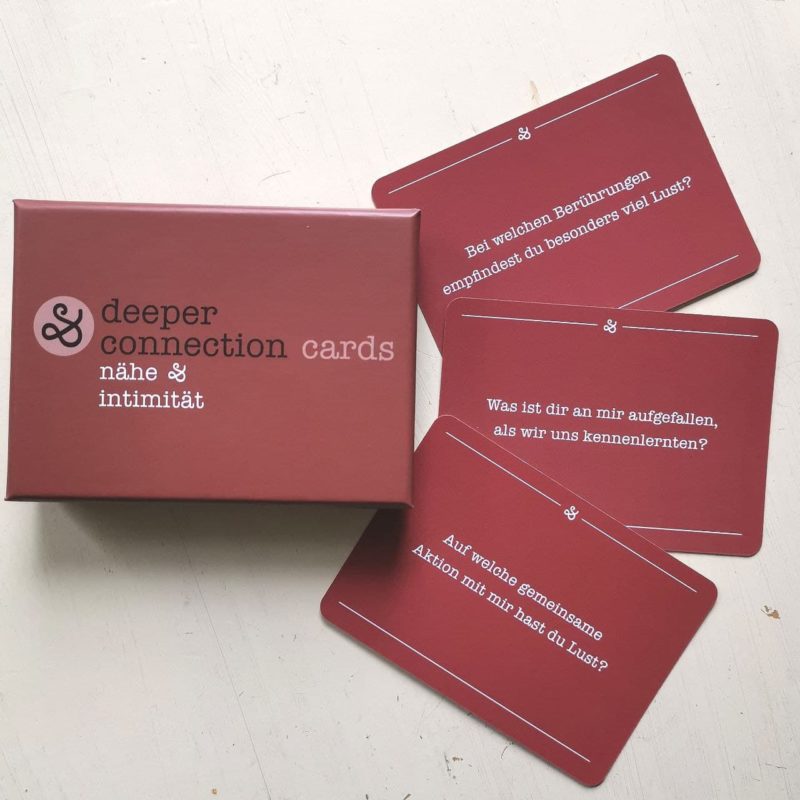 deeper
connection cards
nähe &
intimität
Bei welchen Berührungen
empfindest du besonders viel Lust?
Was ist dir an mir aufgefallen,
als wir uns kennenlernten?
Auf welche gemeinsame
Aktion mit mir hast du Lust?